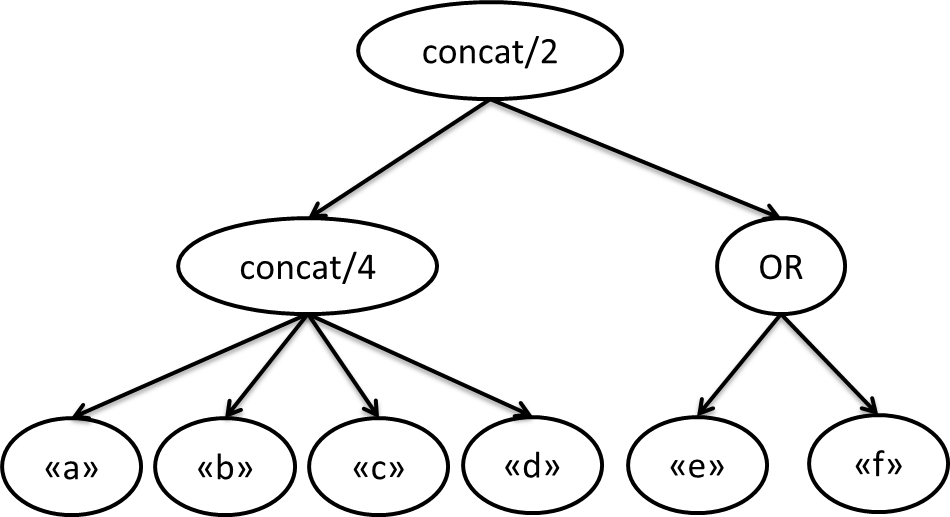 concat/2
concat/4
OR
«a»
«b»
«c»
«d»
«e»
«f»